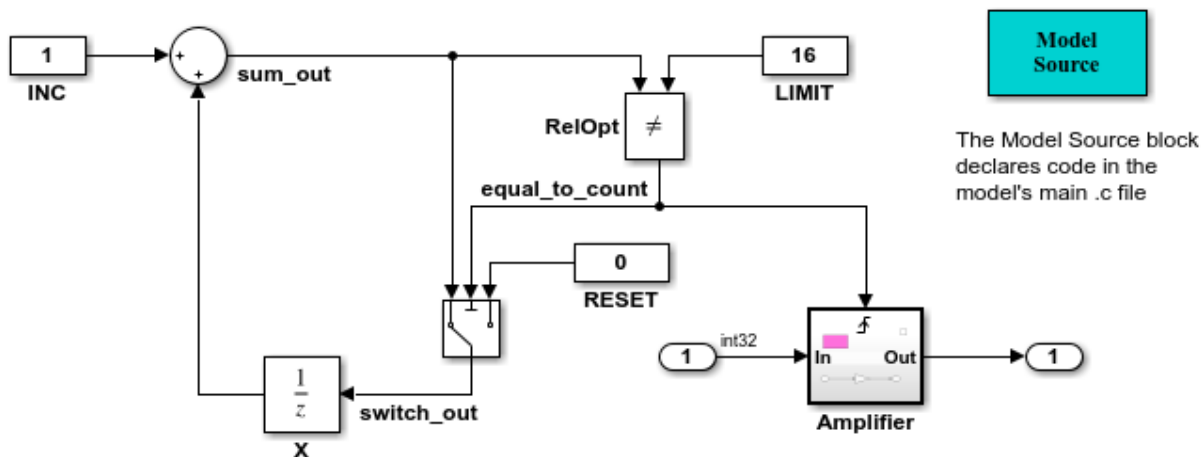 1
INC
+
+
sum_out
16
LIMIT
Model
Source
RelOpt
≠
The Model Source block
declares code in the
model's main .c file
equal_to_count
0
RESET
1
int32
In
Out
1
Amplifier
1
z
switch_out
X